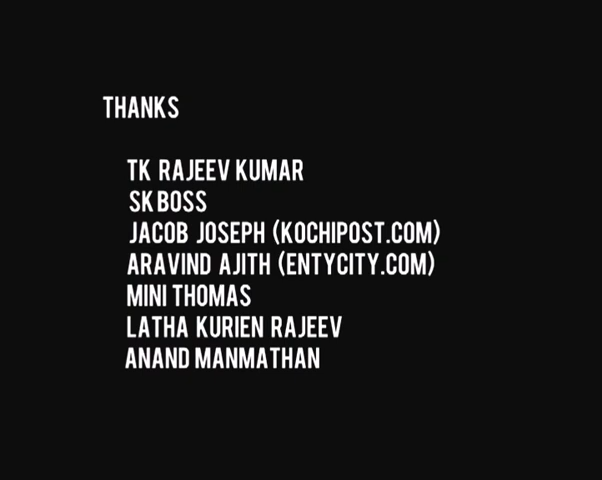 THANKS
TK RAJEEV KUMAR
SK BOSS
JACOB JOSEPH (KOCHIPOST.COM)
ARAVIND AJITH (ENTYCITY.COM)
MINI THOMAS
LATHA KURIEN RAJEEV
ANAND MANMATHAN